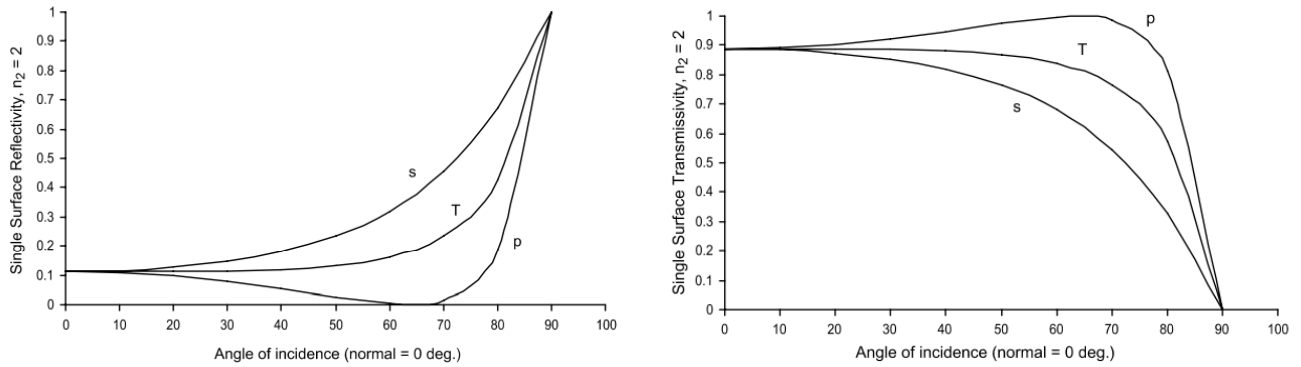 Single Surface Reflectivity, n2 = 2
1
0.9
0.8
0.7
0.6
0.5
0.4
0.3
0.2
0.1
0
s
T
p
0 10 20 30 40 50 60 70 80 90 100
Angle of incidence (normal = 0 deg.)
Single Surface Transmissivity, n2 = 2
1
0.9
0.8
0.7
0.6
0.5
0.4
0.3
0.2
0.1
0
p
T
s
0 10 20 30 40 50 60 70 80 90 100
Angle of incidence (normal = 0 deg.)